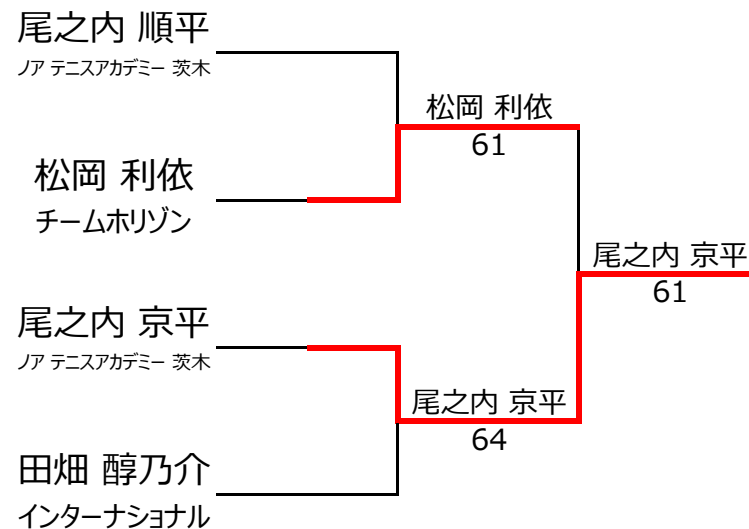 尾之内 順平
ノア テニスアカデミー 茨木
松岡 利依
61
松岡 利依
チームホリゾン
尾之内 京平
61
尾之内 京平
ノア テニスアカデミー 茨木
尾之内 京平
64
田畑 醇乃介
インターナショナル